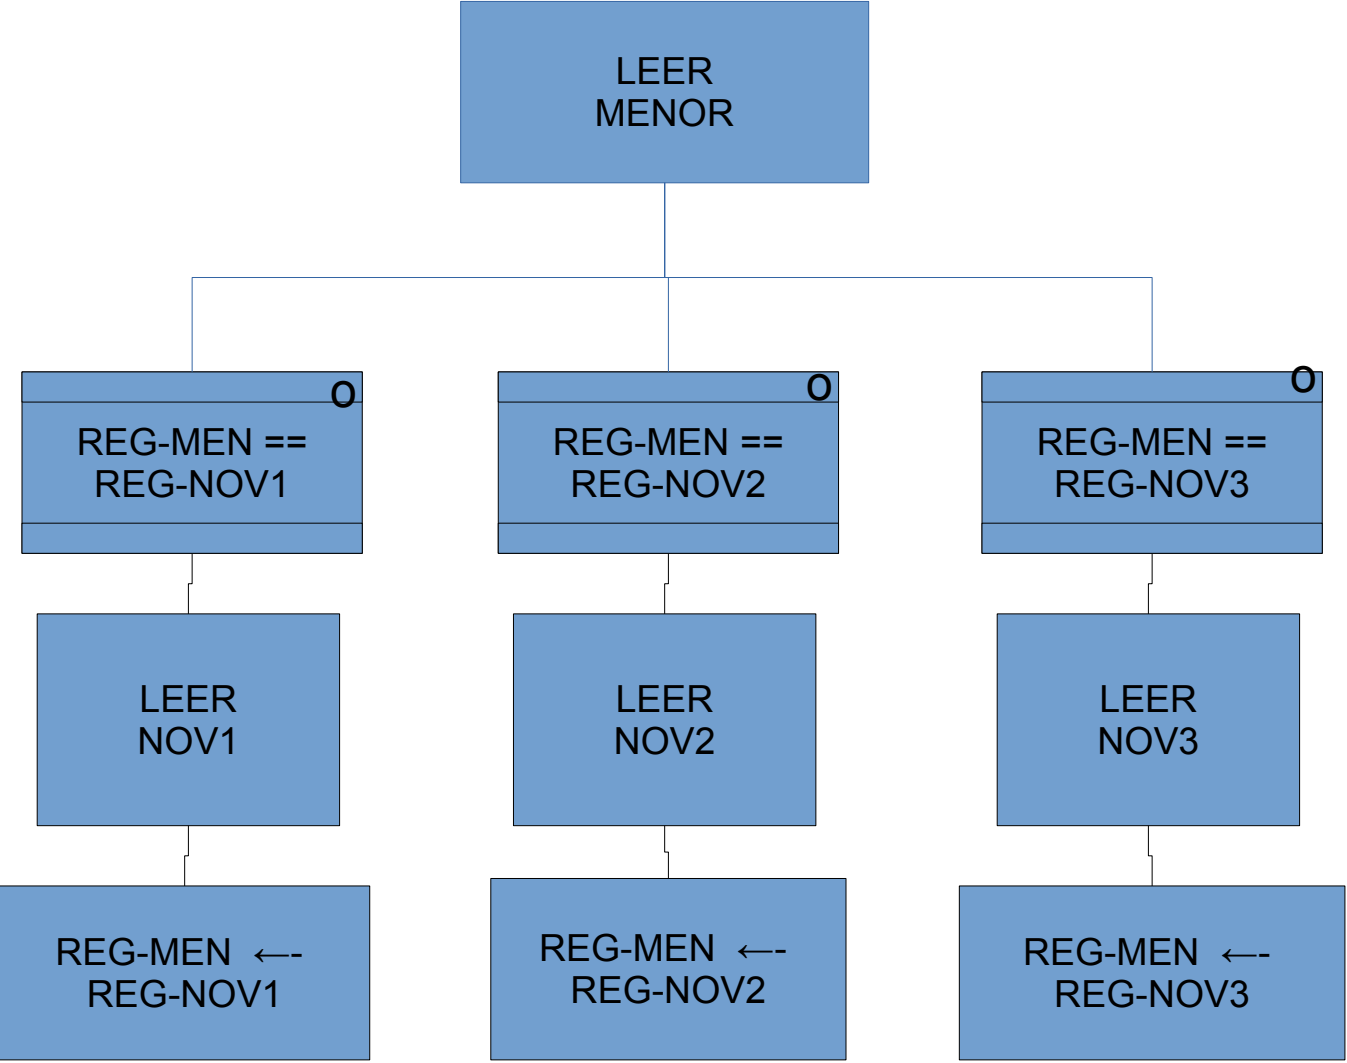 LEER
MENOR
o
REG-MEN ==
REG-NOV1
o
REG-MEN ==
REG-NOV2
o
REG-MEN ==
REG-NOV3
LEER
NOV1
LEER
NOV2
LEER
NOV3
REG-MEN ←-
REG-NOV1
REG-MEN ←-
REG-NOV2
REG-MEN ←-
REG-NOV3